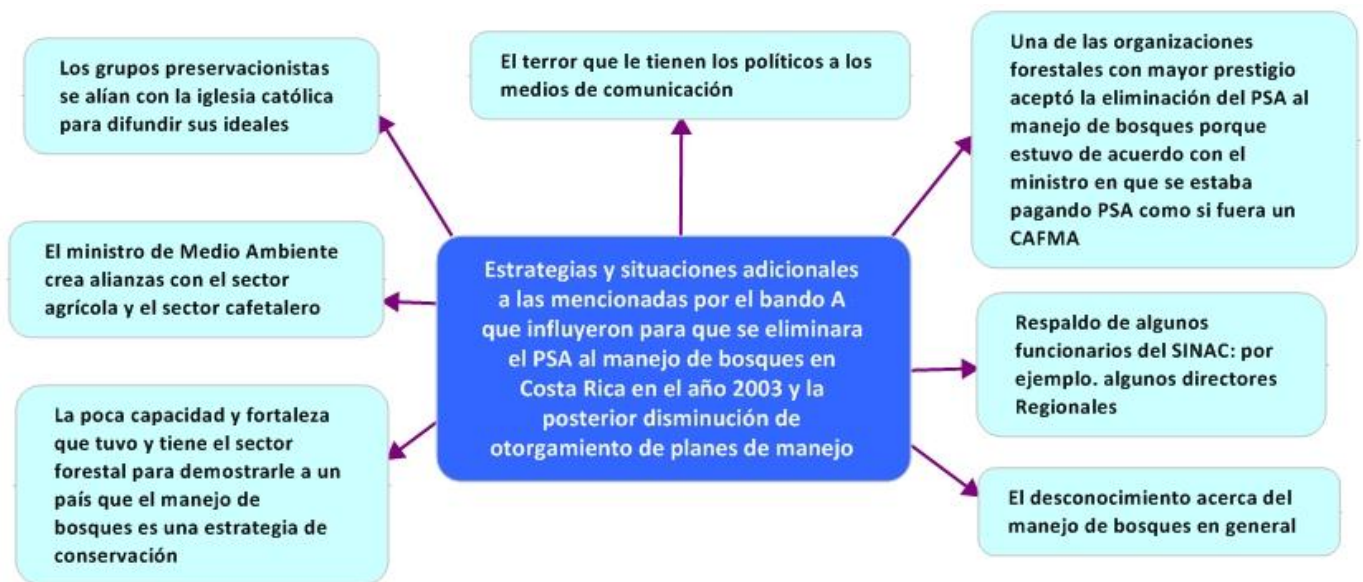 Los grupos preservacionistas
se alían con la iglesia católica
para difundir sus ideales
El terror que le tienen los políticos a los
medios de comunicación
Una de las organizaciones
forestales con mayor prestigio
aceptó la eliminación del PSA al
manejo de bosques porque
estuvo de acuerdo con el
ministro en que se estaba
pagando PSA como si fuera un
CAFMA
El ministro de Medio Ambiente
crea alianzas con el sector
agrícola y el sector cafetalero
Estrategias y situaciones adicionales
a las mencionadas por el bando A
que influyeron para que se eliminara
el PSA al manejo de bosques en
Costa Rica en el año 2003 y la
posterior disminución de
otorgamiento de planes de manejo
Respaldo de algunos
funcionarios del SINAC: por
ejemplo. algunos directores
Regionales
La poca capacidad y fortaleza
que tuvo y tiene el sector
forestal para demostrarle a un
país que el manejo de
bosques es una estrategia de
conservación
El desconocimiento acerca del
manejo de bosques en general